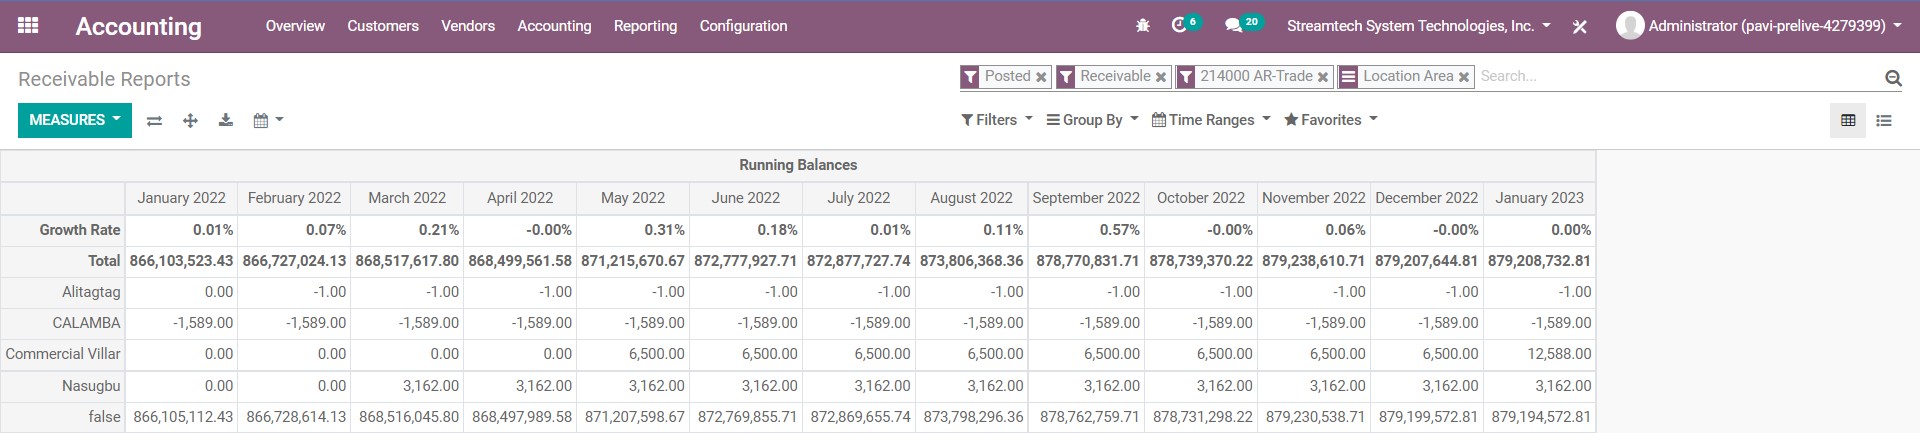 Accounting Overview Customers Vendors Accounting Reporting Configuration 6 20 Streamtech System Technologies, Inc. Administrator (pavi-prelive-4279399)
Receivable Reports Posted Receivable 214000 AR-Trade Location Area Search...
MEASURES Filters Group By Time Ranges Favorites
Running Balances
January 2022 February 2022 March 2022 April 2022 May 2022 June 2022 July 2022 August 2022 September 2022 October 2022 November 2022 December 2022 January 2023
Growth Rate 0.01% 0.07% 0.21% -0.00% 0.31% 0.18% 0.01% 0.11% 0.57% -0.00% 0.06% -0.00% 0.00%
Total 866,103,523.43 866,727,024.13 868,517,617.80 868,499,561.58 871,215,670.67 872,777,927.71 872,877,727.74 873,806,368.36 878,770,831.71 878,739,370.22 879,238,610.71 879,207,644.81 879,208,732.81
Alitagtag 0.00 -1.00 -1.00 -1.00 -1.00 -1.00 -1.00 -1.00 -1.00 -1.00 -1.00 -1.00 -1.00
CALAMBA -1,589.00 -1,589.00 -1,589.00 -1,589.00 -1,589.00 -1,589.00 -1,589.00 -1,589.00 -1,589.00 -1,589.00 -1,589.00 -1,589.00 -1,589.00
Commercial Villar 0.00 0.00 0.00 0.00 6,500.00 6,500.00 6,500.00 6,500.00 6,500.00 6,500.00 6,500.00 6,500.00 12,588.00
Nasugbu 0.00 0.00 3,162.00 3,162.00 3,162.00 3,162.00 3,162.00 3,162.00 3,162.00 3,162.00 3,162.00 3,162.00 3,162.00
false 866,105,112.43 866,728,614.13 868,516,045.80 868,497,989.58 871,207,598.67 872,769,855.71 872,869,655.74 873,798,296.36 878,762,759.71 878,731,298.22 879,230,538.71 879,199,572.81 879,194,572.81